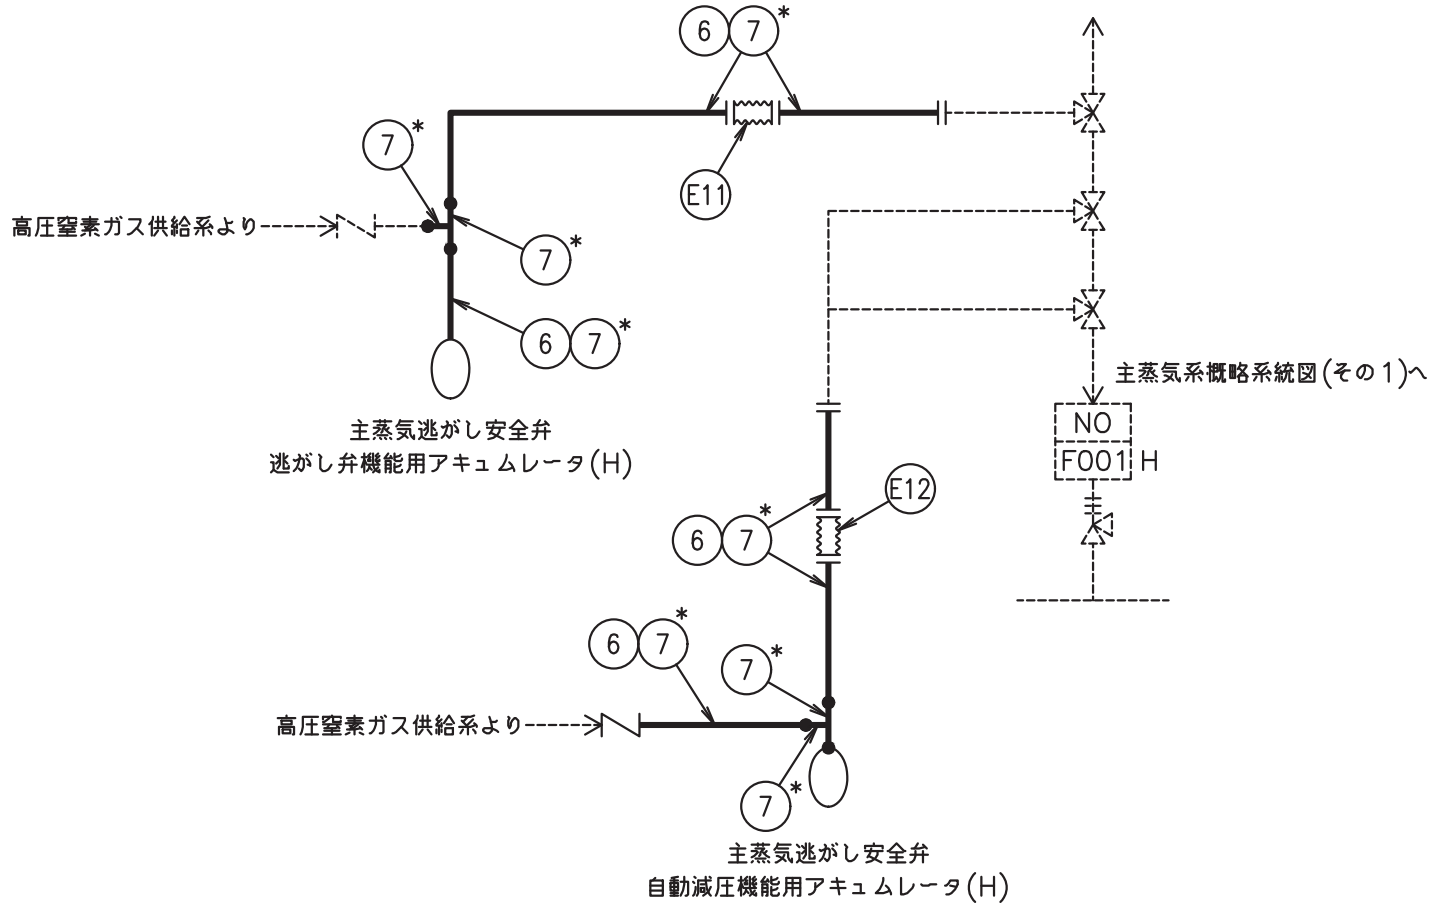 6 7*
7*
E11
高圧窒素ガス供給系より
7*
6 7*
主蒸気系概略系統図(その1)へ
NO
F001 H
主蒸気逃がし安全弁
逃がし弁機能用アキュムレータ(H)
E12
6 7*
6 7*
7*
高圧窒素ガス供給系より
7*
主蒸気逃がし安全弁
自動減圧機能用アキュムレータ(H)